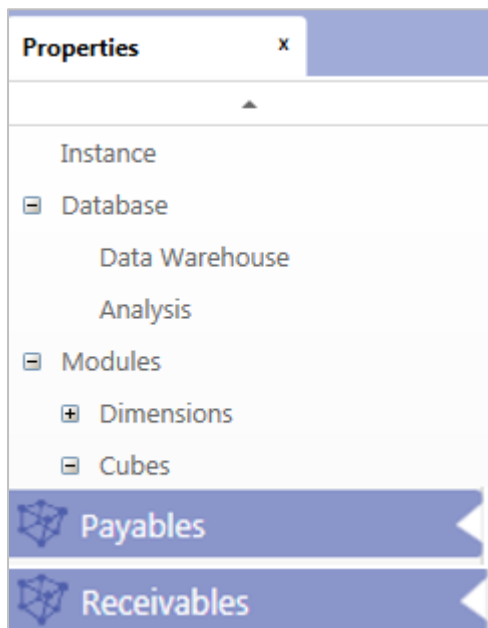 Properties x
Instance
Database
Data Warehouse
Analysis
Modules
Dimensions
Cubes
Payables
Receivables